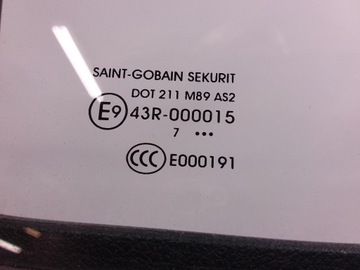 SAINT-GOBAIN SEKURIT
DOT 211 M89 AS2
E9 43R-000015
7 •••
CCC E000191